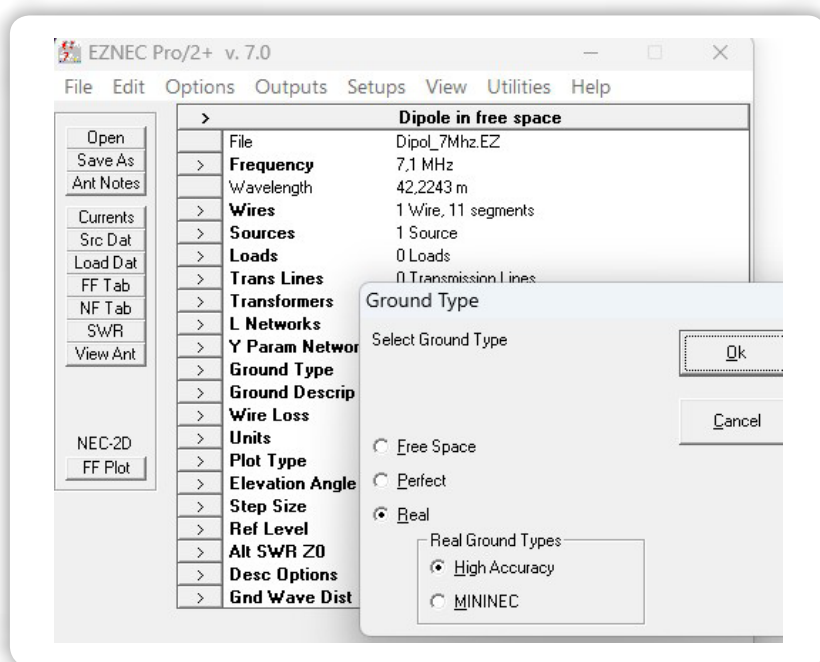 EZNEC Pro/2+ v. 7.0
File Edit Options Outputs Setups View Utilities Help
> Dipole in free space
Open
Save As
Ant Notes
Currents
Src Dat
Load Dat
FF Tab
NF Tab
SWR
View Ant
NEC-2D
FF Plot
File Dipol_7Mhz.EZ
> Frequency 7,1 MHz
Wavelength 42,2243 m
> Wires 1 Wire, 11 segments
> Sources 1 Source
> Loads 0 Loads
> Trans Lines 0 Transmission Lines
> Transformers
> L Networks
> Y Param Networ
> Ground Type
> Ground Descrip
> Wire Loss
> Units
> Plot Type
> Elevation Angle
> Step Size
> Ref Level
> Alt SWR Z0
> Desc Options
> Gnd Wave Dist
Ground Type
Select Ground Type
Ok
Cancel
Free Space
Perfect
Real
Real Ground Types
High Accuracy
MININEC